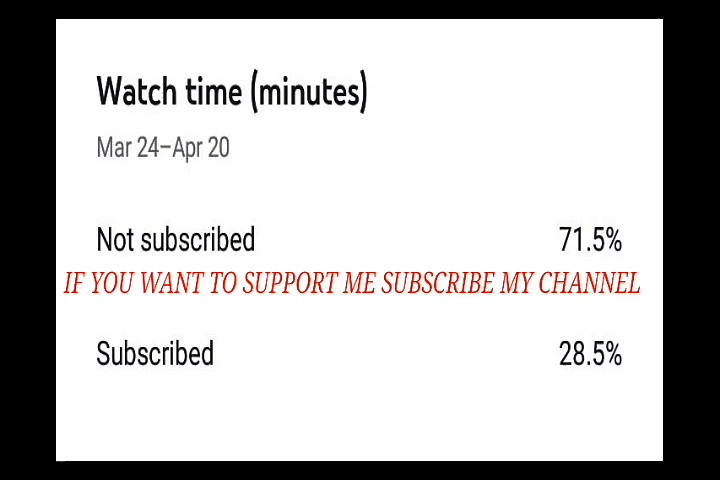 Watch time (minutes)
Mar 24–Apr 20
Not subscribed 71.5%
IF YOU WANT TO SUPPORT ME SUBSCRIBE MY CHANNEL
Subscribed 28.5%